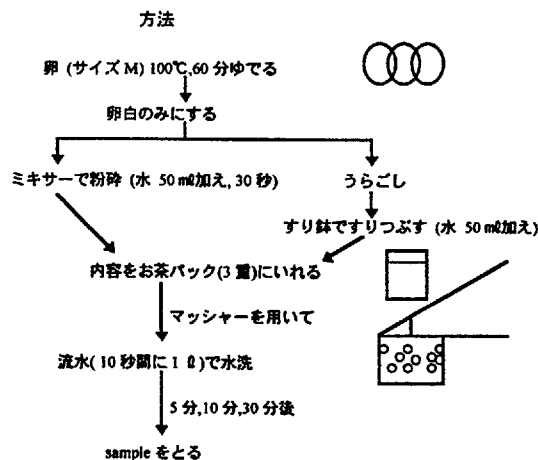 方法
卵 (サイズ M) 100℃,60 分ゆでる
卵白のみにする
ミキサーで粉砕 (水 50 ㎖加え, 30 秒)
うらごし
すり鉢ですりつぶす (水 50 ㎖加え)
内容をお茶パック(3 重)にいれる
マッシャーを用いて
流水( 10 秒間に 1 ℓ )で水洗
5 分,10 分,30 分後
sample をとる